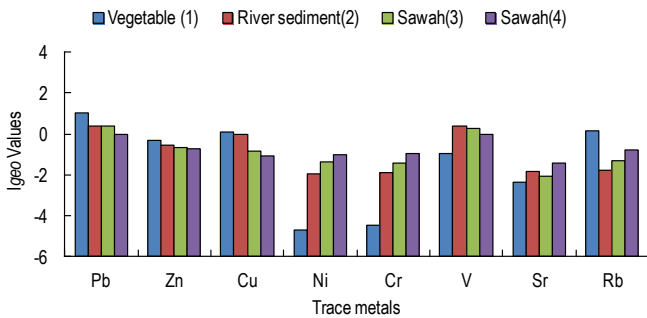 Vegetable (1) River sediment(2) Sawah(3) Sawah(4)
4
2
0
-2
-4
-6
Igeo Values
Pb Zn Cu Ni Cr V Sr Rb
Trace metals